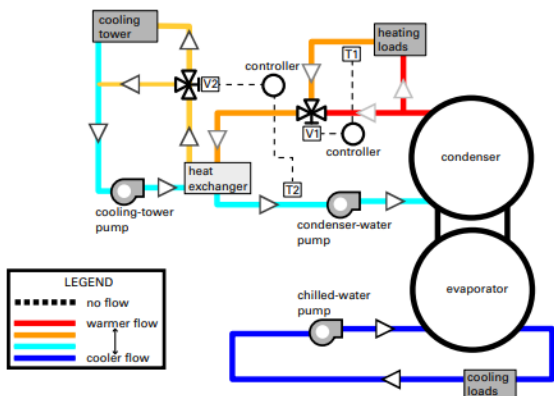 cooling
tower
controller
V2
T1
heating
loads
V1
controller
condenser
heat
exchanger
T2
cooling-tower
pump
condenser-water
pump
LEGEND
no flow
warmer flow
cooler flow
chilled-water
pump
evaporator
cooling
loads